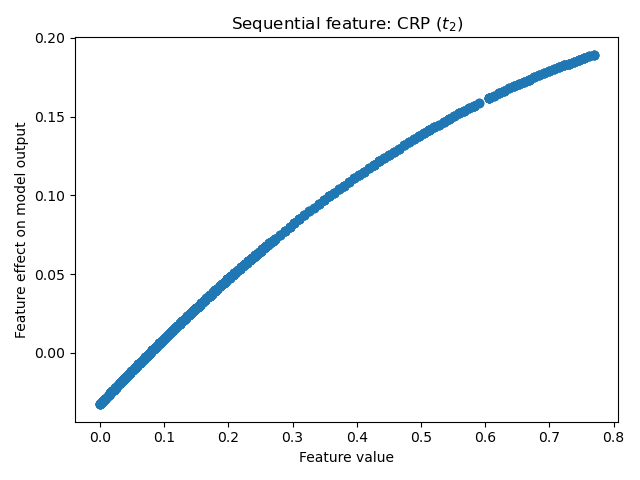 Sequential feature: CRP (t₂)
0.20
0.15
0.10
0.05
0.00
Feature effect on model output
0.0 0.1 0.2 0.3 0.4 0.5 0.6 0.7 0.8
Feature value